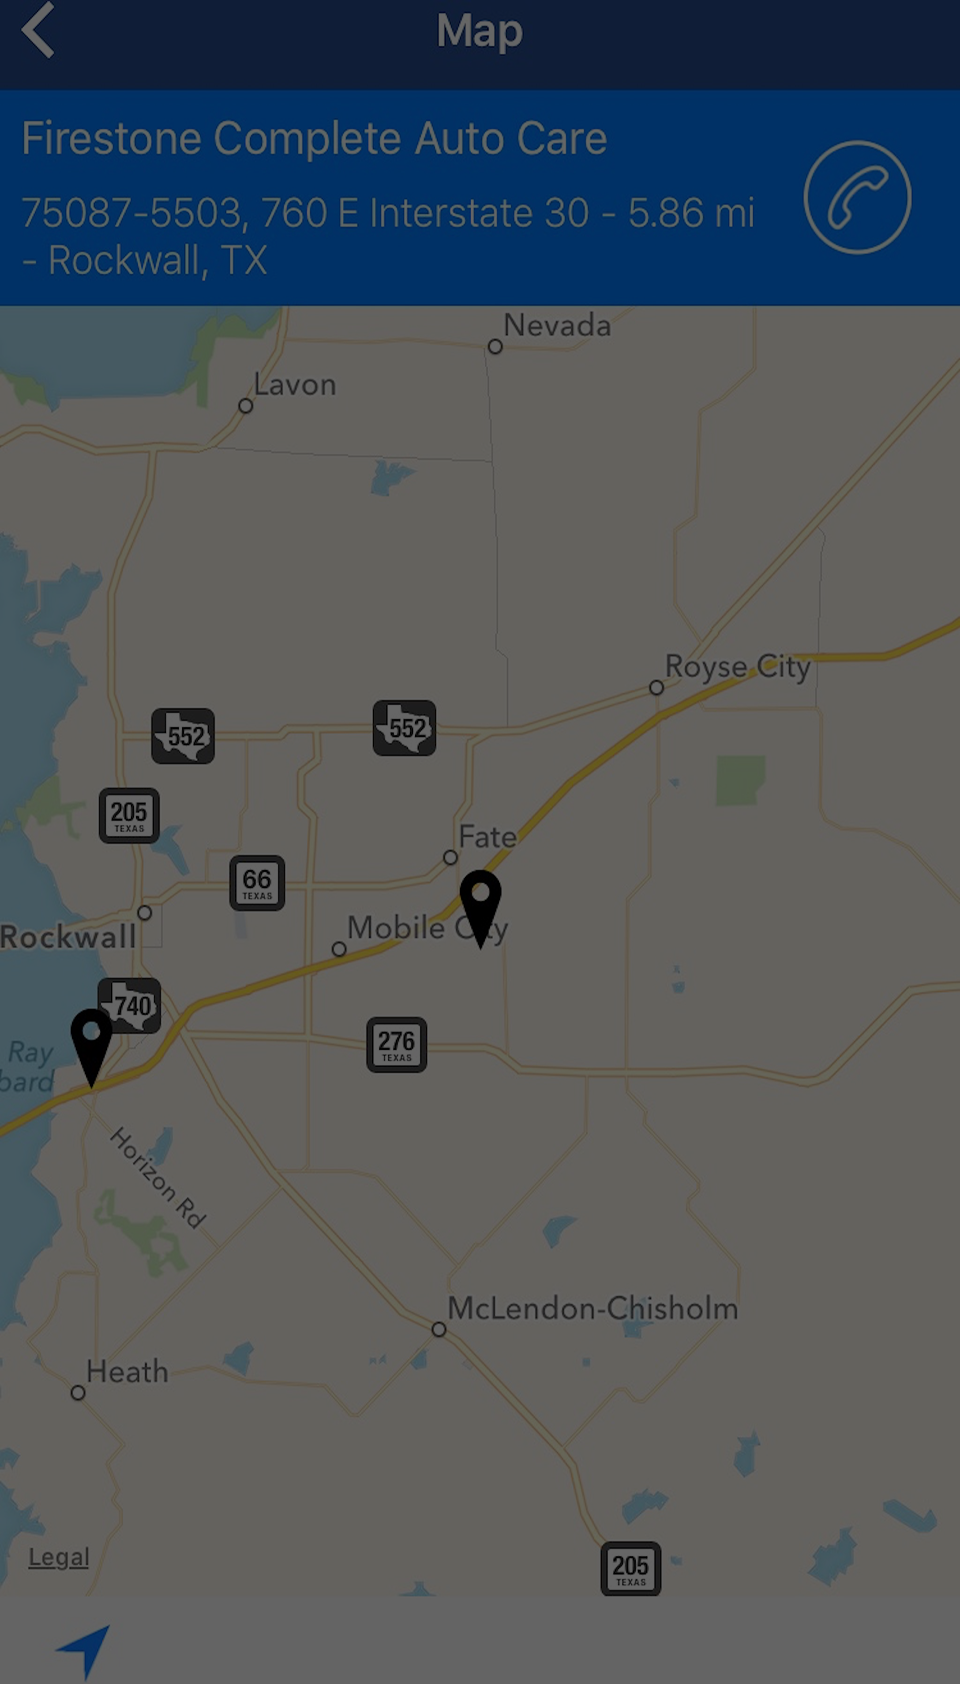 Map
Firestone Complete Auto Care
75087-5503, 760 E Interstate 30 - 5.86 mi
- Rockwall, TX
Nevada
Lavon
Royse City
552
552
205
TEXAS
Fate
66
TEXAS
Mobile City
Rockwall
740
276
TEXAS
Ray
bard
Horizon Rd
McLendon-Chisholm
Heath
Legal
205
TEXAS